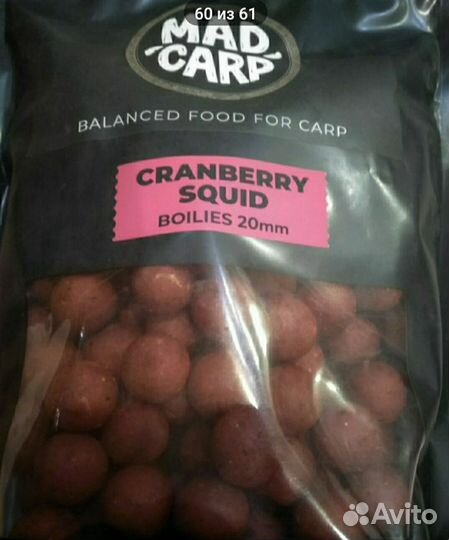 60 из 61
MAD
CARP
BALANCED FOOD FOR CARP
CRANBERRY
SQUID
BOILIES 20mm
Avito